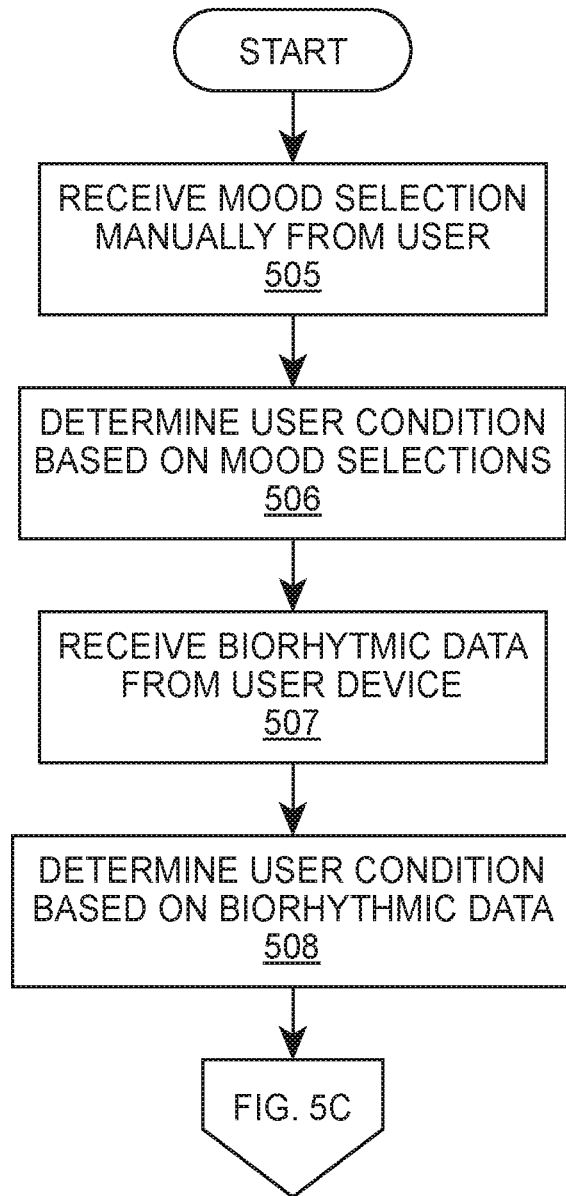 START
RECEIVE MOOD SELECTION
MANUALLY FROM USER
505
DETERMINE USER CONDITION
BASED ON MOOD SELECTIONS
506
RECEIVE BIORHYTMIC DATA
FROM USER DEVICE
507
DETERMINE USER CONDITION
BASED ON BIORHYTHMIC DATA
508
FIG. 5C